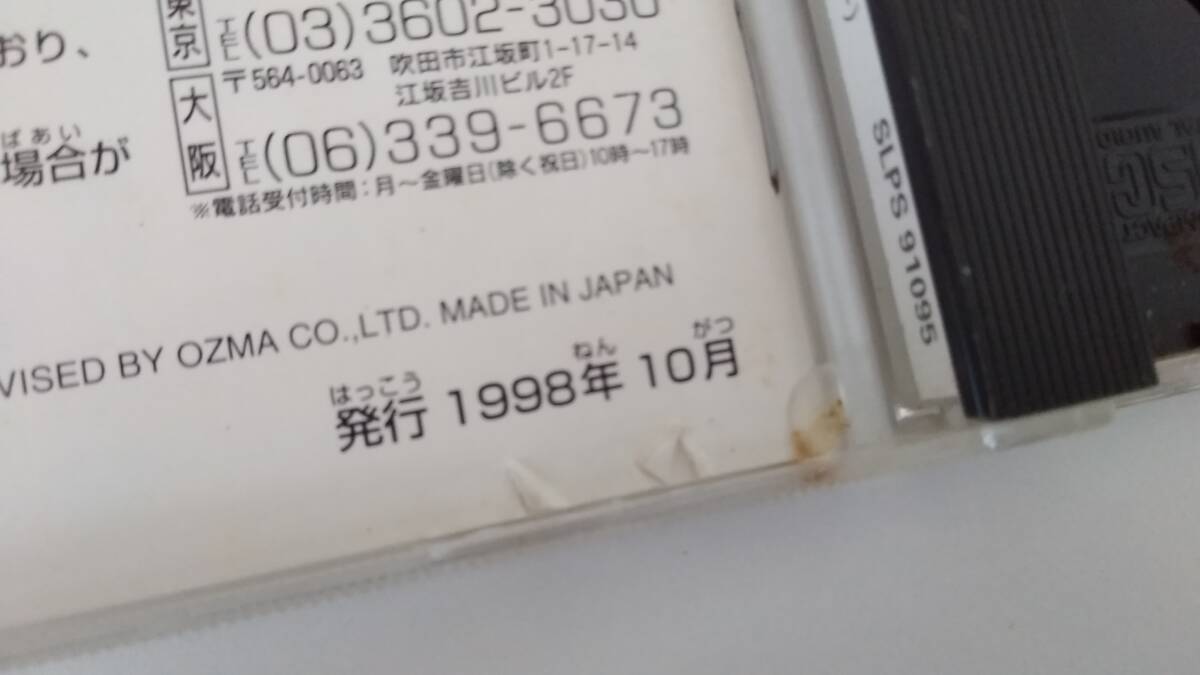 おり、
ばあい
場合が
東京 TEL(03)3602-3030
〒564-0063 吹田市江坂町1-17-14
江坂吉川ビル2F
大阪 TEL(06)339-6673
※電話受付時間:月～金曜日(除く祝日)10時～17時
VISED BY OZMA CO.,LTD. MADE IN JAPAN
はっこう ねん がつ
発行 1998年 10月
SLPS 91095